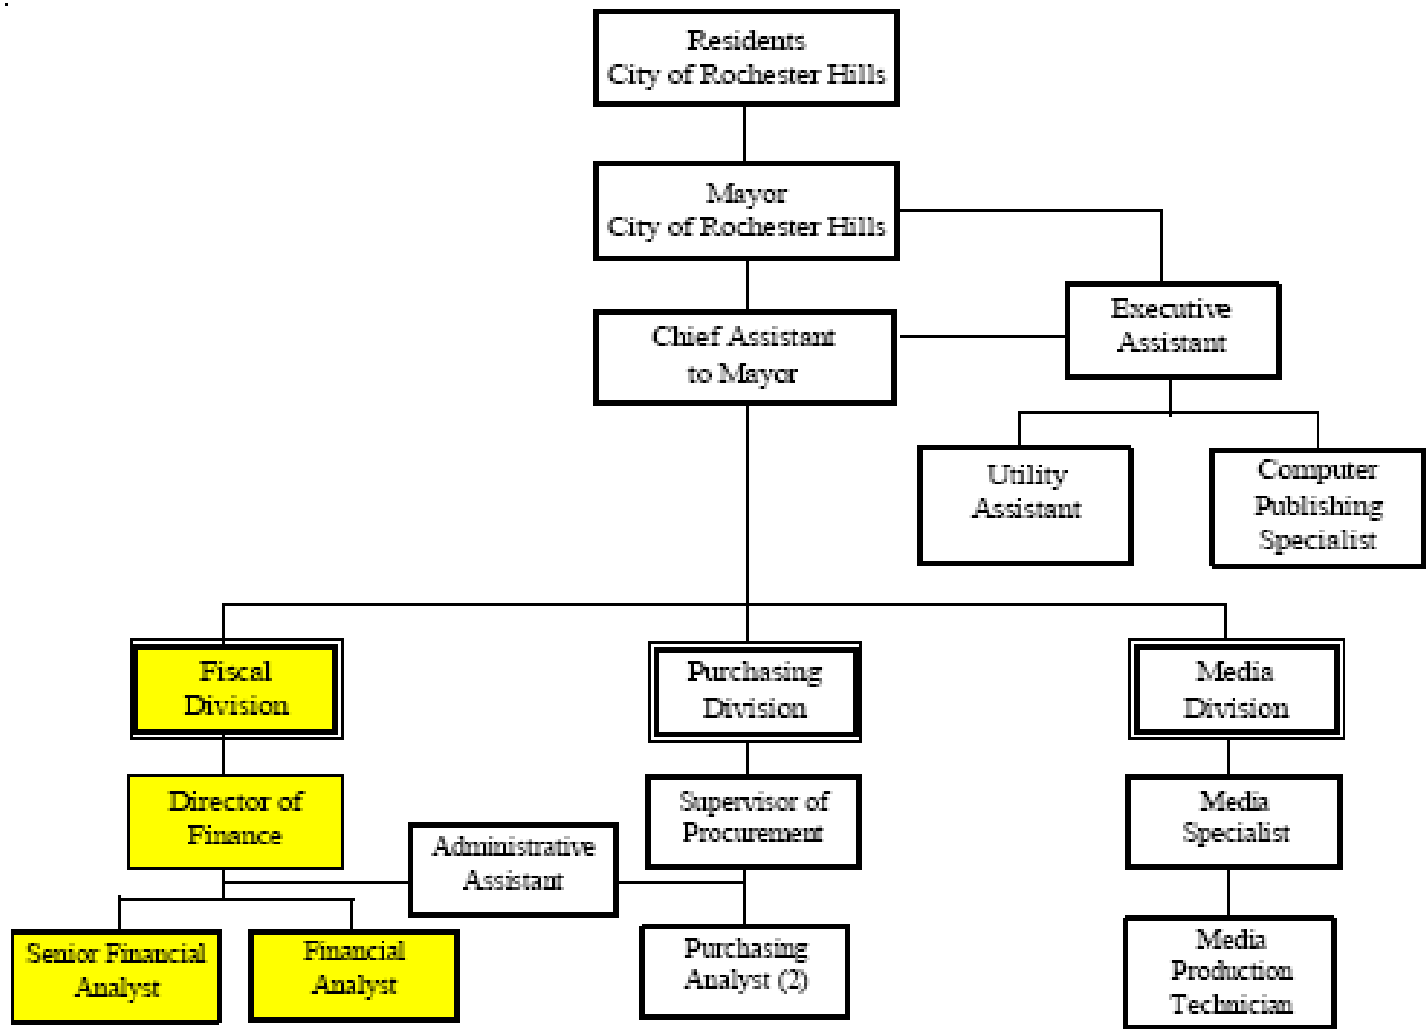 Residents
City of Rochester Hills
Mayor
City of Rochester Hills
Chief Assistant
to Mayor
Executive
Assistant
Utility
Assistant
Computer
Publishing
Specialist
Fiscal
Division
Purchasing
Division
Media
Division
Director of
Finance
Supervisor of
Procurement
Media
Specialist
Administrative
Assistant
Senior Financial
Analyst
Financial
Analyst
Purchasing
Analyst (2)
Media
Production
Technician